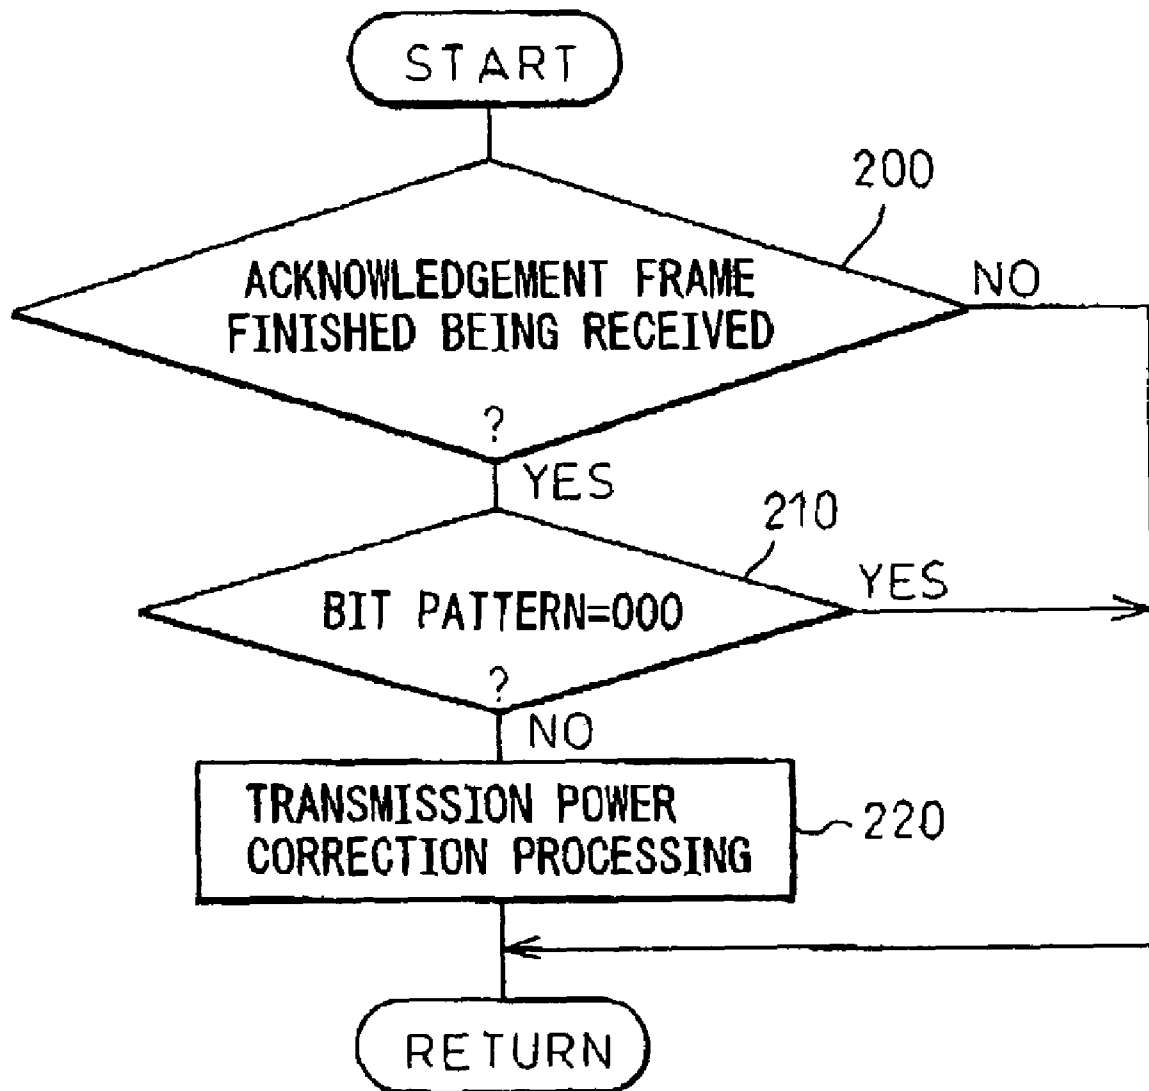 START
200
ACKNOWLEDGEMENT FRAME
FINISHED BEING RECEIVED
NO
?
YES
210
BIT PATTERN=000
YES
?
NO
TRANSMISSION POWER
CORRECTION PROCESSING
220
RETURN